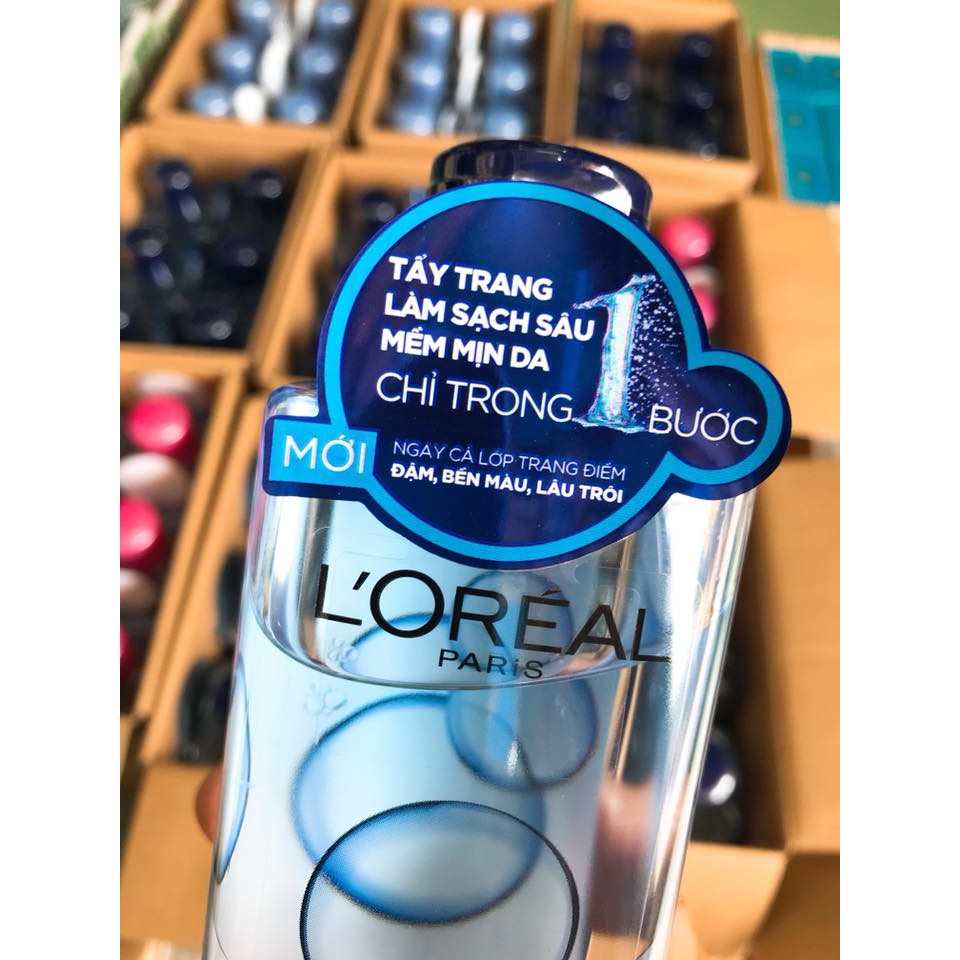 TẨY TRANG
LÀM SẠCH SÂU
MỀM MỊN DA
CHỈ TRONG 1 BƯỚC
MỚI
NGAY CẢ LỚP TRANG ĐIỂM
ĐẬM, BỀN MÀU, LÂU TRÔI
L'ORÉAL
PARIS